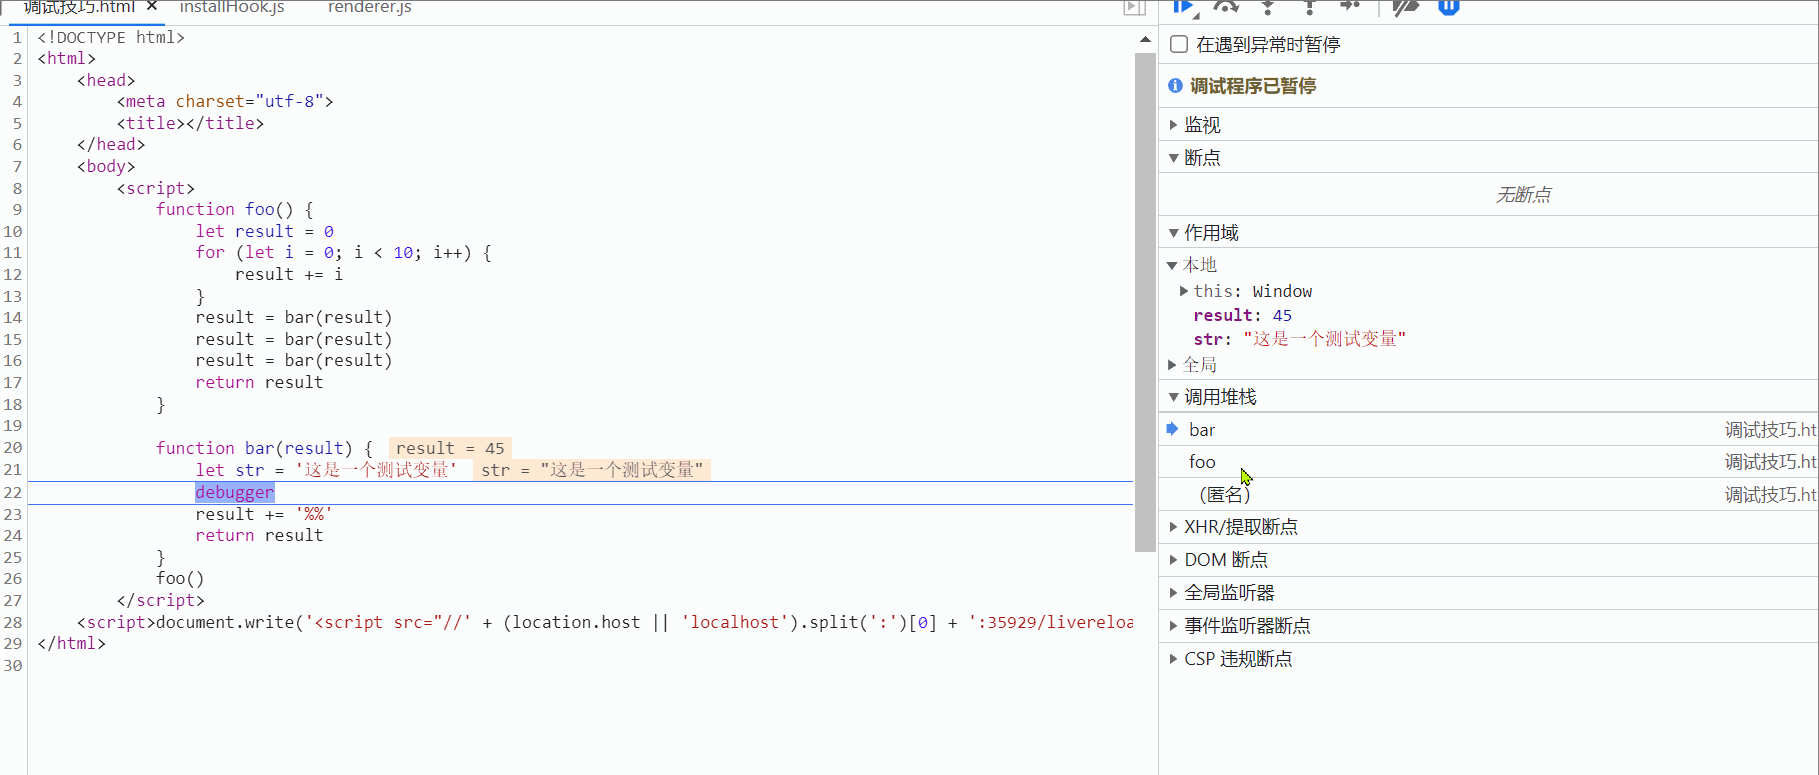 调试技巧.html × installHook.js renderer.js
1 <!DOCTYPE html>
2 <html>
3 <head>
4 <meta charset="utf-8">
5 <title></title>
6 </head>
7 <body>
8 <script>
9 function foo() {
10 let result = 0
11 for (let i = 0; i < 10; i++) {
12 result += i
13 }
14 result = bar(result)
15 result = bar(result)
16 result = bar(result)
17 return result
18 }
19
20 function bar(result) { result = 45
21 let str = '这是一个测试变量' str = "这是一个测试变量"
22 debugger
23 result += '%%'
24 return result
25 }
26 foo()
27 </script>
28 <script>document.write('<script src="//' + (location.host || 'localhost').split(':')[0] + ':35929/livereloa
29 </html>
30
在遇到异常时暂停
调试程序已暂停
监视
断点
无断点
作用域
本地
this: Window
result: 45
str: "这是一个测试变量"
全局
调用堆栈
bar 调试技巧.ht
foo 调试技巧.ht
（匿名） 调试技巧.ht
XHR/提取断点
DOM 断点
全局监听器
事件监听器断点
CSP 违规断点